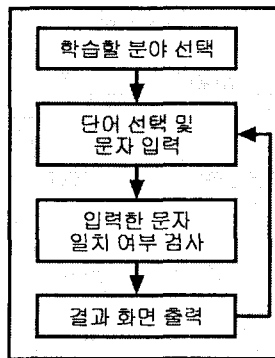 학습할 분야 선택
단어 선택 및
문자 입력
입력한 문자
일치 여부 검사
결과 화면 출력